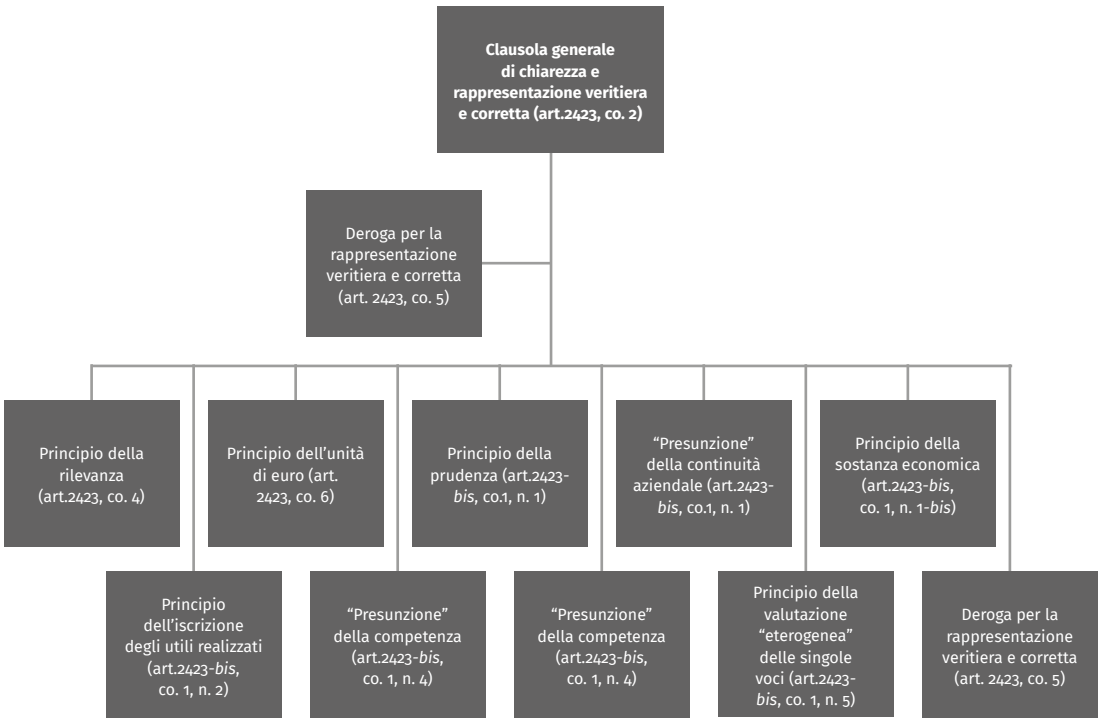 Clausola generale
di chiarezza e
rappresentazione veritiera
e corretta (art.2423, co. 2)
Deroga per la
rappresentazione
veritiera e corretta
(art. 2423, co. 5)
Principio della
rilevanza
(art.2423, co. 4)
Principio dell'unità
di euro (art.
2423, co. 6)
Principio della
prudenza (art.2423-
bis, co.1, n. 1)
“Presunzione”
della continuità
aziendale (art.2423-
bis, co.1, n. 1)
Principio della
sostanza economica
(art.2423-bis,
co. 1, n. 1-bis)
Principio
dell'iscrizione
degli utili realizzati
(art.2423-bis,
co. 1, n. 2)
“Presunzione”
della competenza
(art.2423-bis,
co. 1, n. 4)
“Presunzione”
della competenza
(art.2423-bis,
co. 1, n. 4)
Principio della
valutazione
“eterogenea”
delle singole
voci (art.2423-
bis, co. 1, n. 5)
Deroga per la
rappresentazione
veritiera e corretta
(art. 2423, co. 5)